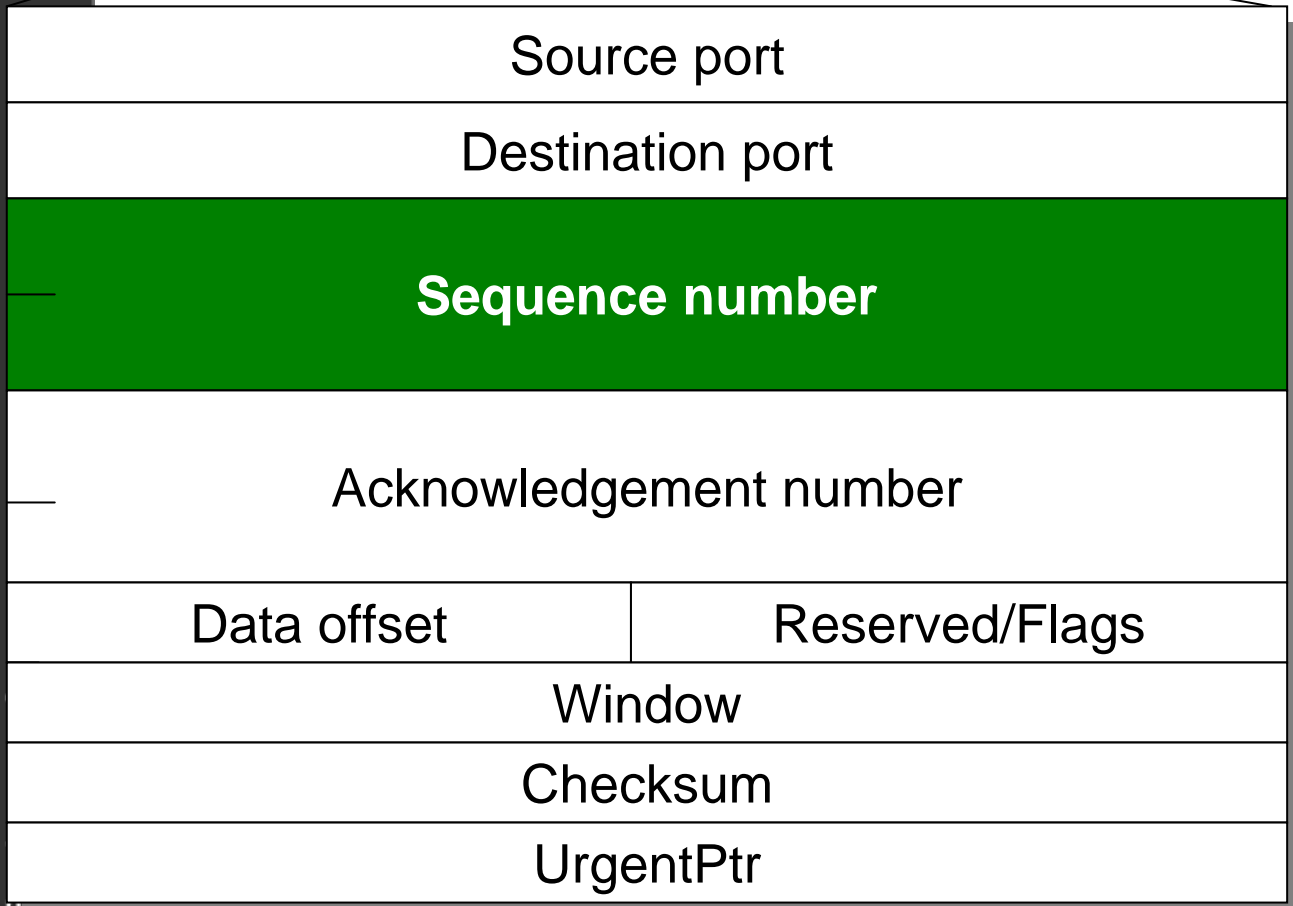 Source port
Destination port
Sequence number
Acknowledgement number
Data offset
Reserved/Flags
Window
Checksum
UrgentPtr